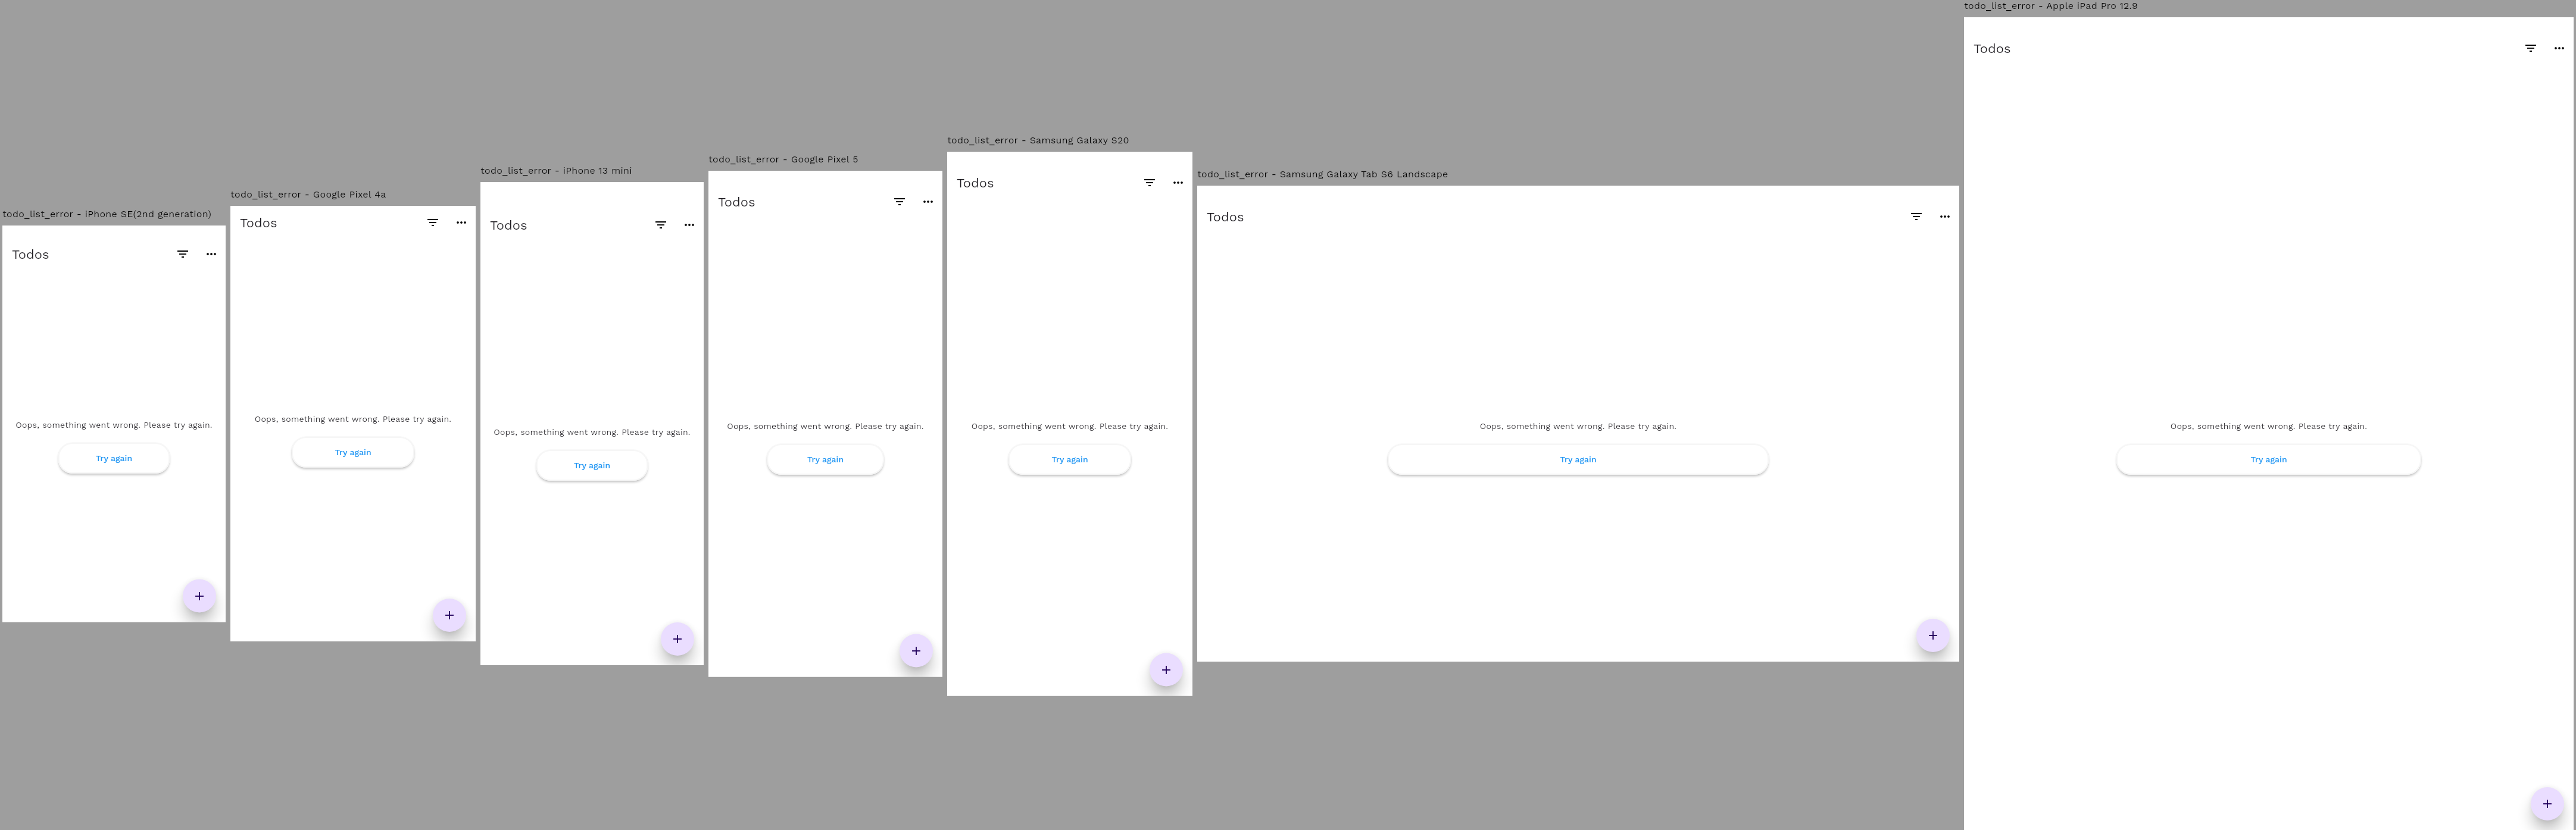 todo_list_error - iPhone SE(2nd generation)
Todos
Oops, something went wrong. Please try again.
Try again
todo_list_error - Google Pixel 4a
Todos
Oops, something went wrong. Please try again.
Try again
todo_list_error - iPhone 13 mini
Todos
Oops, something went wrong. Please try again.
Try again
todo_list_error - Google Pixel 5
Todos
Oops, something went wrong. Please try again.
Try again
todo_list_error - Samsung Galaxy S20
Todos
Oops, something went wrong. Please try again.
Try again
todo_list_error - Samsung Galaxy Tab S6 Landscape
Todos
Oops, something went wrong. Please try again.
Try again
todo_list_error - Apple iPad Pro 12.9
Todos
Oops, something went wrong. Please try again.
Try again